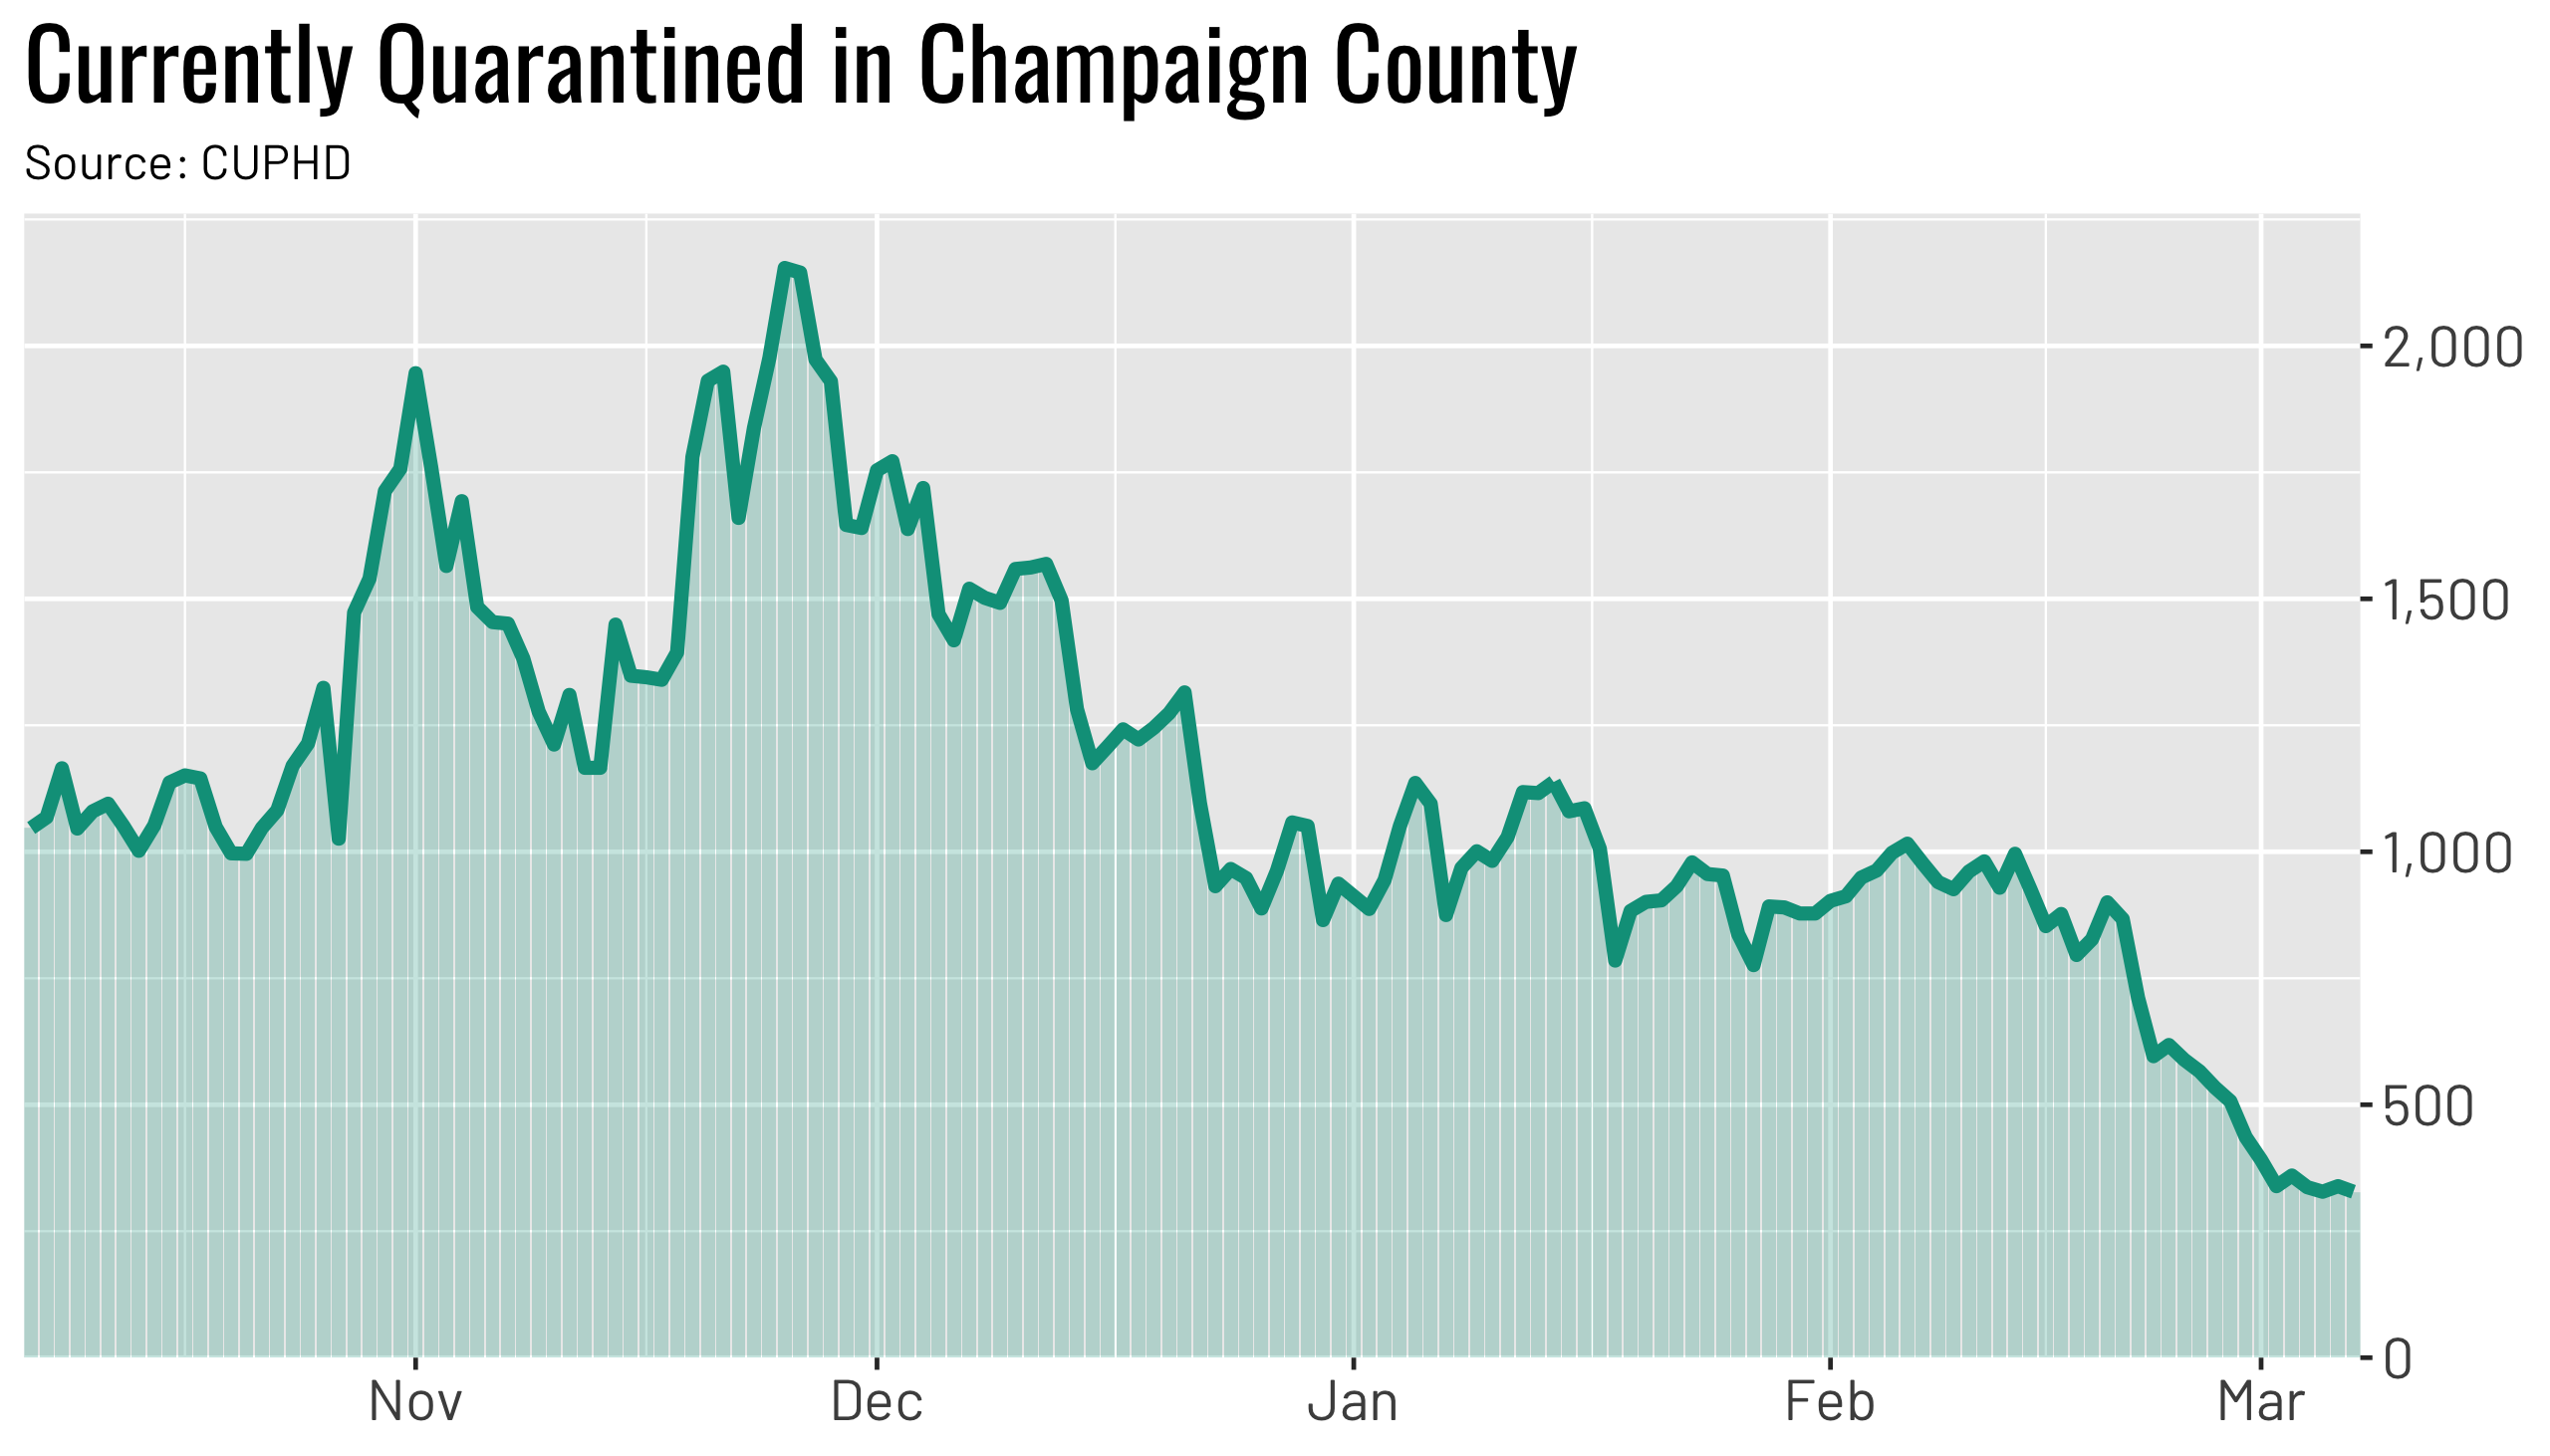 Currently Quarantined in Champaign County
Source: CUPHD
2,000
1,500
1,000
500
0
Nov Dec Jan Feb Mar